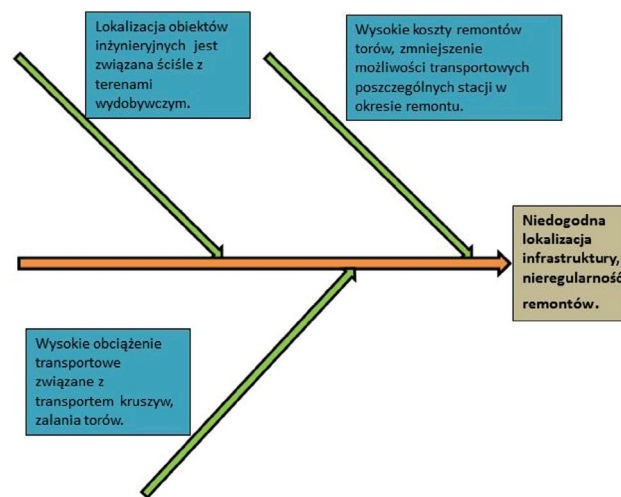 Lokalizacja obiektów
inżynieryjnych jest
związana ściśle z
terenami
wydobywczym.
Wysokie koszty remontów
torów, zmniejszenie
możliwości transportowych
poszczególnych stacji w
okresie remontu.
Niedogodna
lokalizacja
infrastruktury,
nieregularność
remontów.
Wysokie obciążenie
transportowe
związane z
transportem kruszyw,
zalania torów.